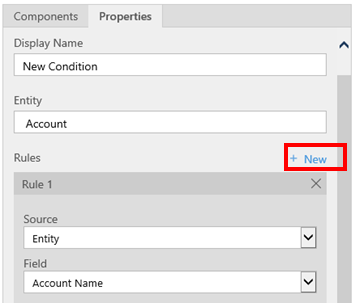 Components Properties
Display Name
New Condition
Entity
Account
Rules + New
Rule 1
Source
Entity
Field
Account Name